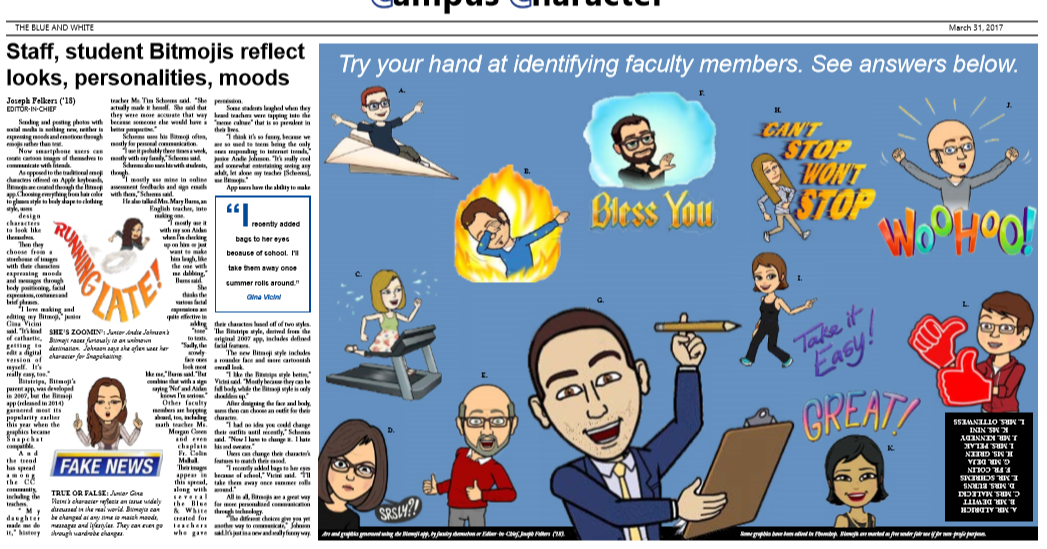 Campus Character
THE BLUE AND WHITE
March 31, 2017
Staff, student Bitmojis reflect
looks, personalities, moods
Joseph Felkers ('18)
EDITOR-IN-CHIEF
Sending and posting photos with
social media is nothing new, neither is
expressing moods and emotions through
emojis rather than text.
Now smartphone users can
create cartoon images of themselves to
communicate with friends.
As opposed to the traditional emoji
characters offered on Apple keyboards,
Bitmojis are created through the Bitmoji
app. Choosing everything from hair color
to glasses style to body shape to clothing
style, users
design
characters
to look like
themselves.
Then they
choose from a
storehouse of images
with their characters
expressing moods
and messages through
body positioning, facial
expressions, costumes and
brief phrases.
"I love making and
editing my Bitmoji," junior
Gina Vicini
said. "It's kind
of cathartic,
getting to
edit a digital
version of
myself. It's
really easy, too."
Bitstrips, Bitmoji's
parent app, was developed
in 2007, but the Bitmoji
app (released in 2014)
garnered most its
popularity earlier
this year when the
graphics became
Snapchat
compatible.
And
the trend
has spread
among
the CC
community,
including the
teachers.
"My
daughter
made me do
it," history
RUNNING LATE!
SHE'S ZOOMIN': Junior Andie Johnson's
Bitmoji races furiously to an unknown
destination. Johnson says she often uses her
character for Snapchatting.
FAKE NEWS
TRUE OR FALSE: Junior Gina
Vicini's character reflects an issue widely
discussed in the real world. Bitmojis can
be changed at any time to match moods,
messages and lifestyles. They can even go
through wardrobe changes.
teacher Mr. Tim Schrems said. "She
actually made it herself. She said that
they were more accurate that way
because someone else would have a
better perspective."
Schrems uses his Bitmoji often,
mostly for personal communication.
"I use it probably three times a week,
mostly with my family," Schrems said.
Schrems also uses his with students,
though.
"I mostly use mine in online
assessment feedbacks and sign emails
with them," Schrems said.
He also talked Mrs. Mary Burns, an
English teacher, into
making one.
"I mostly use it
with my son Aidan
when I'm checking
up on him or just
want to make
him laugh, like
the one with
me dabbing,"
Burns said.
She
thinks the
various facial
expressions are
quite effective in
adding
"tone"
to texts.
"Sadly, the
scowly-
face ones
look most
like me," Burns said. "But
combine that with a sign
saying 'No' and Aidan
knows I'm serious."
Other faculty
members are hopping
aboard, too, including
math teacher Ms.
Morgan Green
and even
chaplain
Fr. Colin
Mulhall.
Their images
appear in
this spread,
along with
several
the Blue
& White
created for
teachers
who gave
permission.
Some students laughed when they
heard teachers were tapping into the
"meme culture" that is so prevalent in
their lives.
"I think it's so funny, because we
are so used to teens being the only
ones responding to internet trends,"
junior Andie Johnson. "It's really cool
and somewhat entertaining seeing any
adult, let alone my teacher [Schrems],
use Bitmojis."
App users have the ability to make
"I recently added
bags to her eyes
because of school. I'll
take them away once
summer rolls around."
Gina Vicini
their characters based off of two styles.
The Bitstrips style, derived from the
original 2007 app, includes defined
facial features.
The new Bitmoji style includes
a rounder face and more cartoonish
overall look.
"I like the Bitstrips style better,"
Vicini said. "Mostly because they can be
full body, while the Bitmoji style is only
shoulders up."
After designing the face and body,
users then can choose an outfit for their
character.
"I had no idea you could change
their outfits until recently," Schrems
said. "Now I have to change it. I hate
his red sweater."
Users can change their character's
features to match their mood.
"I recently added bags to her eyes
because of school," Vicini said. "I'll
take them away once summer rolls
around."
All in all, Bitmojis are a great way
for more personalized communication
through technology.
"The different choices give you yet
another way to communicate," Johnson
said. It's just in a new and really funny way.
Try your hand at identifying faculty members. See answers below.
A.
F.
Bless You
H.
CAN'T
STOP
WON'T
STOP
J.
WOOHOO!
B.
C.
G.
I.
Take it
Easy!
L.
E.
D.
SRSLY?!
GREAT!
K.
A. MR. ALDRICH
B. MR. DEWITT
C. MRS. MALECKI
D. MRS. BURNS
E. MR. SCHREMS
F. FR. COLIN
G. MR. DEJA
H. MS. GREEN
I. MRS. PELAK
J. MR. KENNEDY
K. MS. NIN
L. MRS. OTTENWESS
Art and graphics generated using the Bitmoji app, by faculty themselves or Editor-in-Chief, Joseph Felkers ('18).
Some graphics have been edited in Photoshop. Bitmojis are marked as free under fair use if for non-profit purposes.